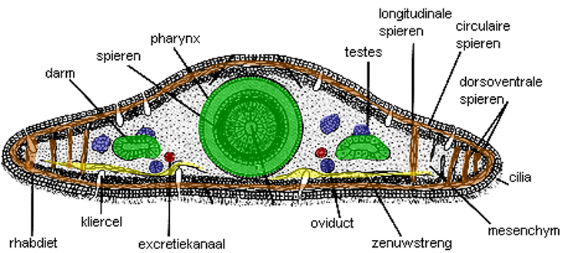 longitudinale
spieren
circulaire
spieren
pharynx
spieren
testes
darm
dorsoventrale
spieren
cilia
kliercel
oviduct
mesenchym
rhabdiet
excretiekanaal
zenuwstreng